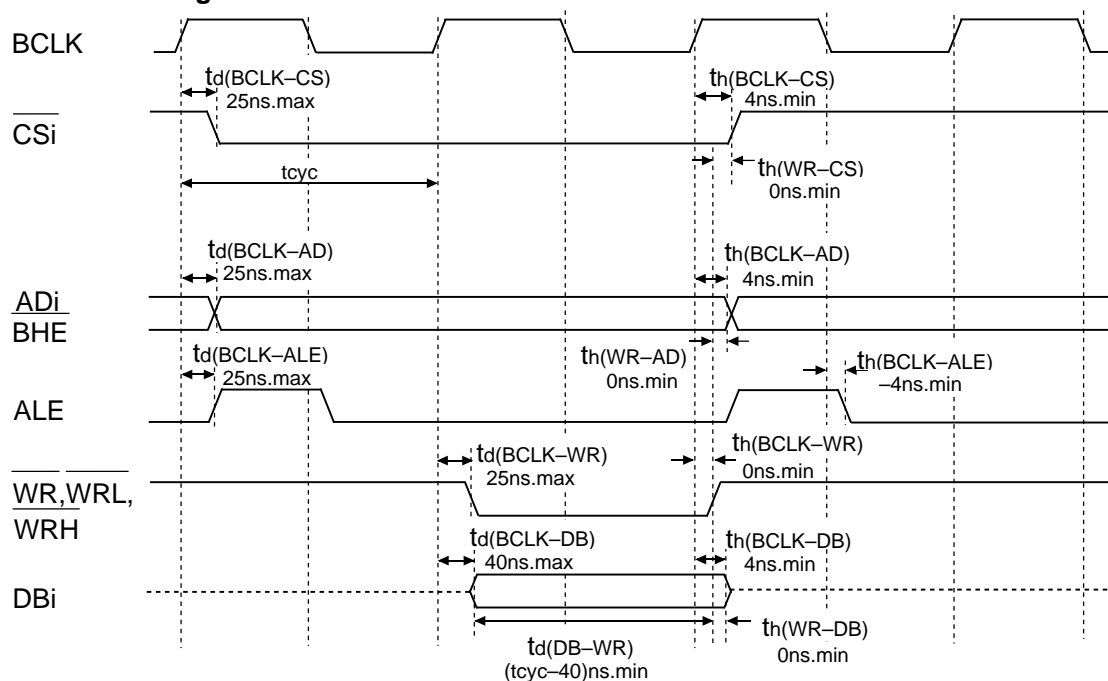 BCLK
td(BCLK–CS)
25ns.max
th(BCLK–CS)
4ns.min
CSi
tcyc
th(WR–CS)
0ns.min
td(BCLK–AD)
25ns.max
th(BCLK–AD)
4ns.min
ADi
BHE
td(BCLK–ALE)
25ns.max
th(WR–AD)
0ns.min
th(BCLK–ALE)
–4ns.min
ALE
td(BCLK–WR)
25ns.max
th(BCLK–WR)
0ns.min
WR,WRL,
WRH
td(BCLK–DB)
40ns.max
th(BCLK–DB)
4ns.min
DBi
td(DB–WR)
(tcyc–40)ns.min
th(WR–DB)
0ns.min